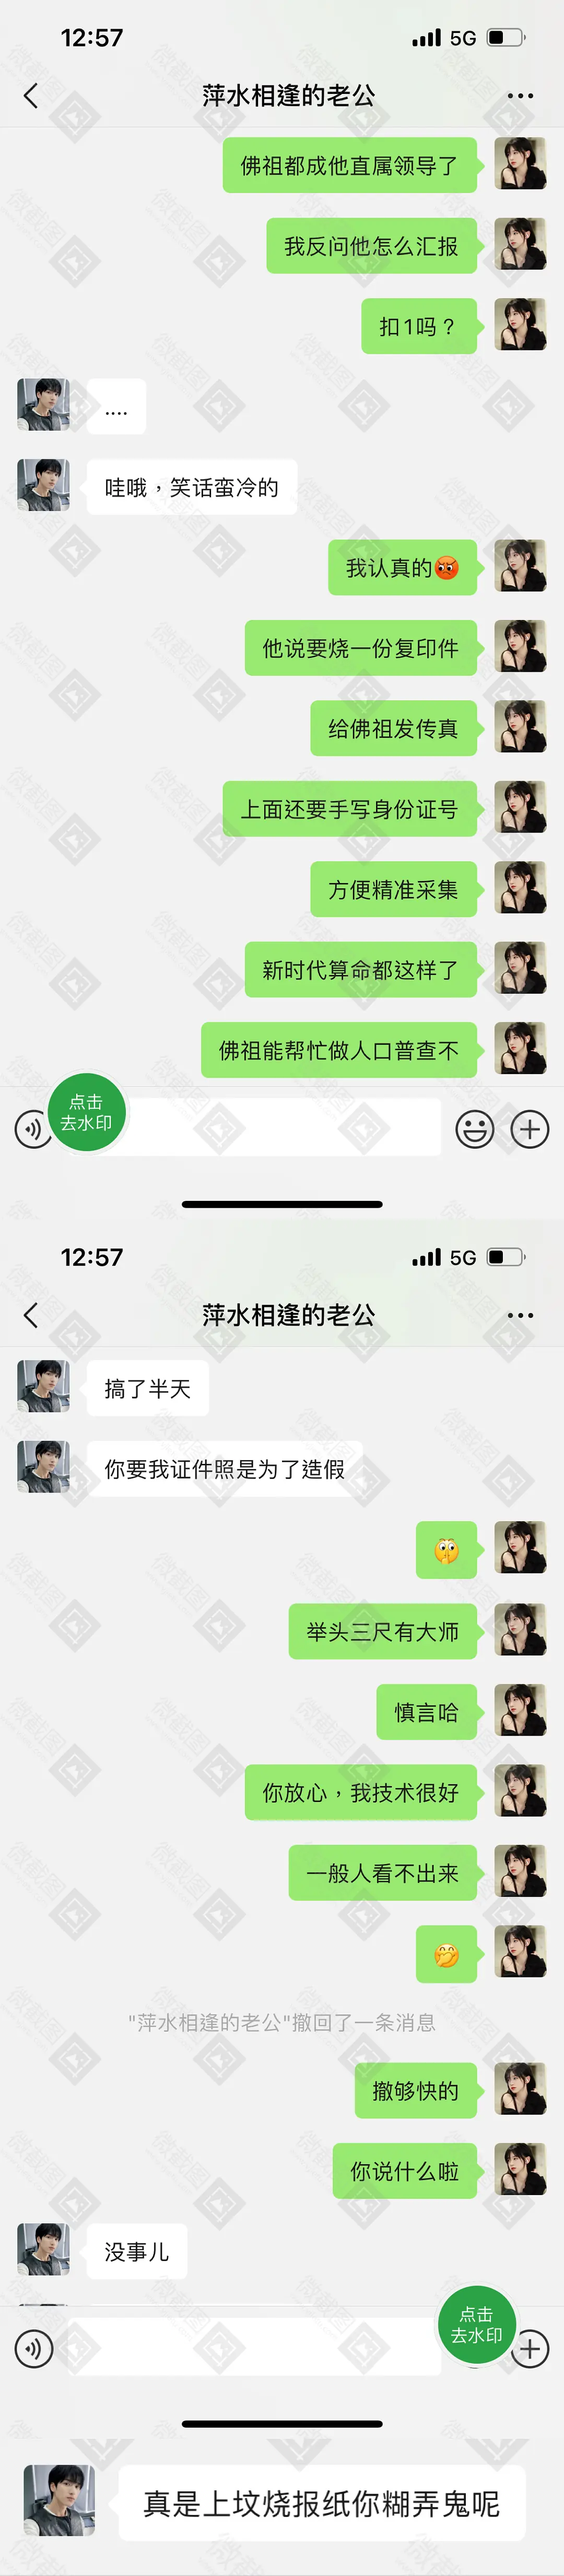 12:57
5G
萍水相逢的老公
佛祖都成他直属领导了
我反问他怎么汇报
扣1吗？
....
哇哦，笑话蛮冷的
我认真的
他说要烧一份复印件
给佛祖发传真
上面还要手写身份证号
方便精准采集
新时代算命都这样了
佛祖能帮忙做人口普查不
点击
去水印
12:57
5G
萍水相逢的老公
搞了半天
你要我证件照是为了造假
举头三尺有大师
慎言哈
你放心，我技术很好
一般人看不出来
"萍水相逢的老公"撤回了一条消息
撤够快的
你说什么啦
没事儿
点击
去水印
真是上坟烧报纸你糊弄鬼呢
微截图